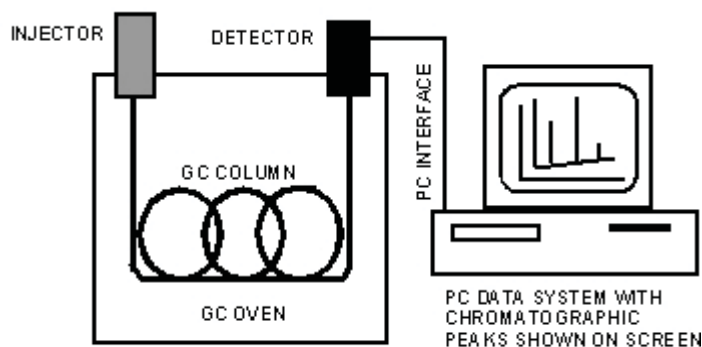 INJECTOR
DETECTOR
PC INTERFACE
GC COLUMN
GC OVEN
PC DATA SYSTEM WITH
CHROMATOGRAPHIC
PEAKS SHOWN ON SCREEN